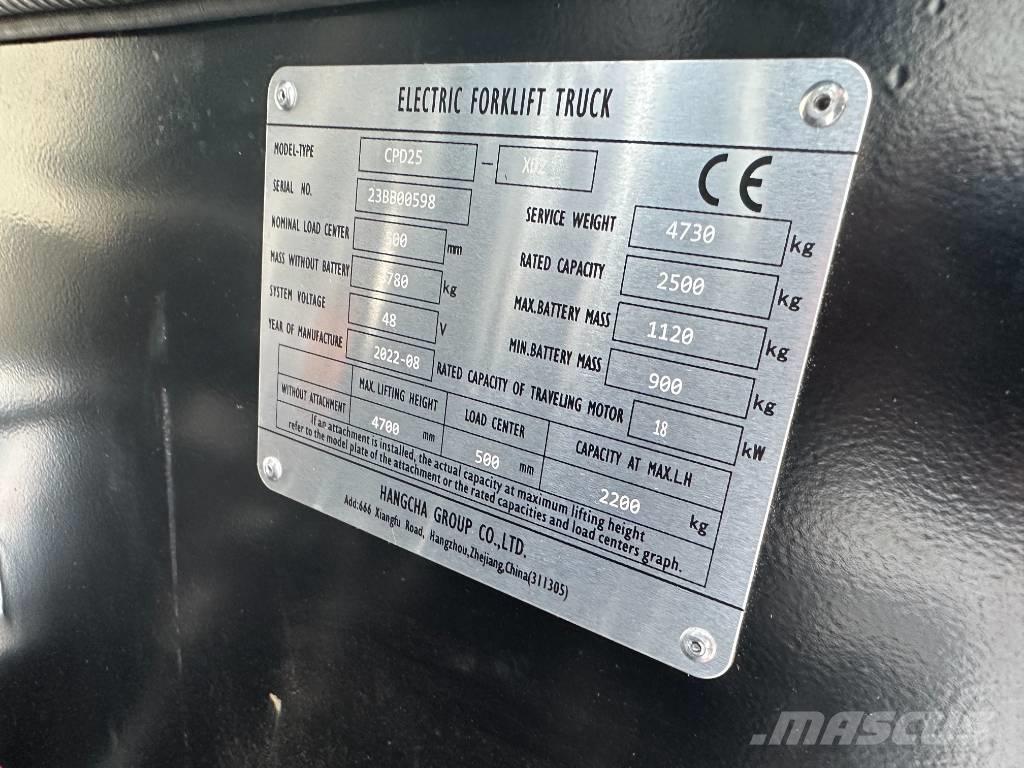 ELECTRIC FORKLIFT TRUCK
MODEL-TYPE CPD25 - XD2
CE
SERIAL NO. 23BB00598
SERVICE WEIGHT 4730 kg
NOMINAL LOAD CENTER 500 mm
RATED CAPACITY 2500 kg
MASS WITHOUT BATTERY kg
MAX.BATTERY MASS 1120 kg
SYSTEM VOLTAGE 48 V
MIN.BATTERY MASS 900 kg
YEAR OF MANUFACTURE 2022-08
RATED CAPACITY OF TRAVELING MOTOR 18 kW
MAX. LIFTING HEIGHT LOAD CENTER CAPACITY AT MAX.L.H
WITHOUT ATTACHMENT 4700 mm 500 mm 2200 kg
If an attachment is installed, the actual capacity at maximum lifting height
refer to the model plate of the attachment or the rated capacities and load centers graph.
HANGCHA GROUP CO.,LTD.
Add:666 Xiangfu Road, Hangzhou,Zhejiang,China(311305)
MASCUS